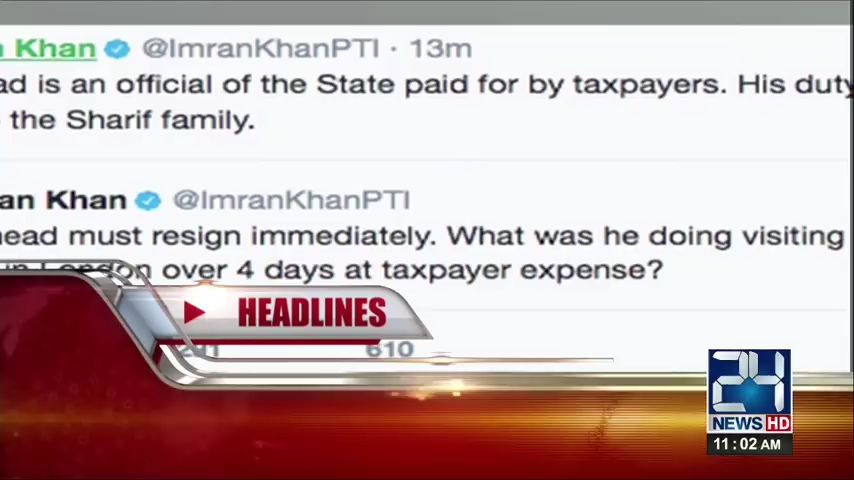 n Khan @ImranKhanPTI · 13m
ad is an official of the State paid for by taxpayers. His duty
the Sharif family.
an Khan @ImranKhanPTI
head must resign immediately. What was he doing visiting
in London over 4 days at taxpayer expense?
HEADLINES
610
24
NEWS HD
11:02 AM